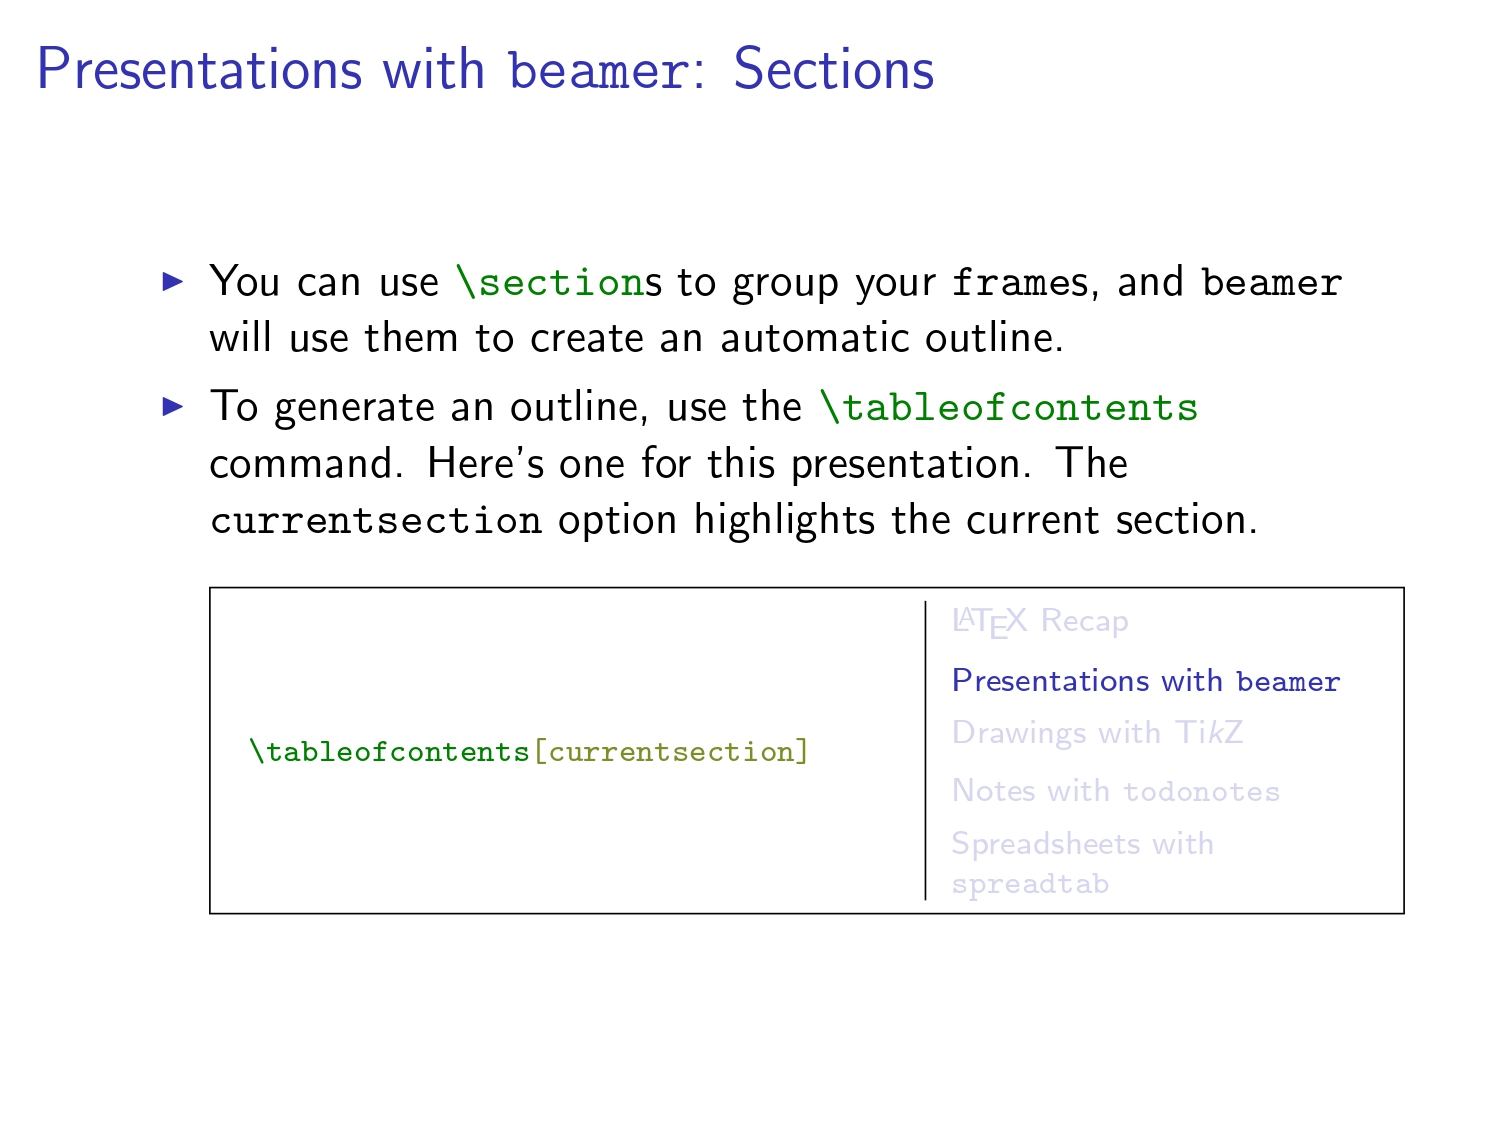 Presentations with beamer: Sections
▶ You can use \sections to group your frames, and beamer
will use them to create an automatic outline.
▶ To generate an outline, use the \tableofcontents
command. Here's one for this presentation. The
currentsection option highlights the current section.
\tableofcontents[currentsection]
LATEX Recap
Presentations with beamer
Drawings with TikZ
Notes with todonotes
Spreadsheets with
spreadtab